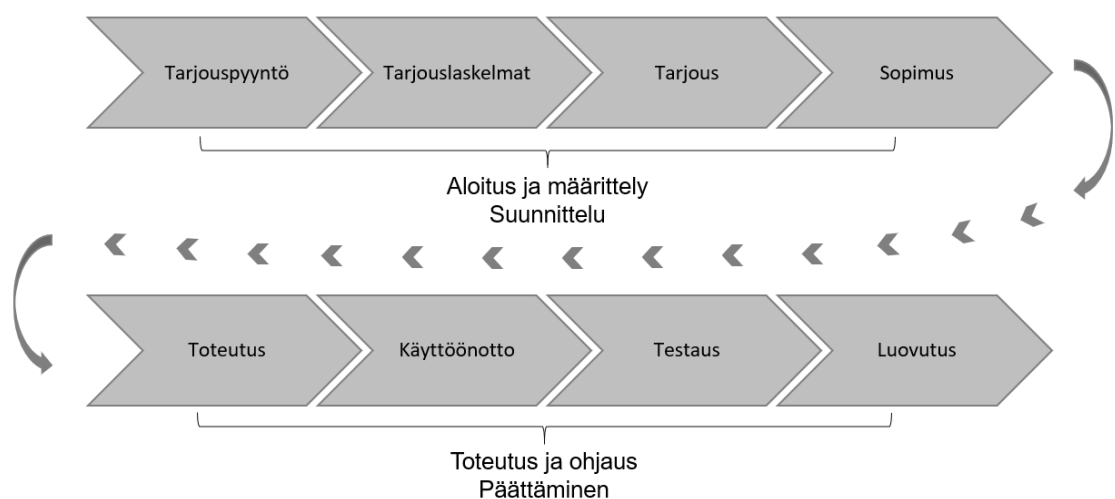 Tarjouspyyntö
Tarjouslaskelmat
Tarjous
Sopimus
Aloitus ja määrittely
Suunnittelu
Toteutus
Käyttöönotto
Testaus
Luovutus
Toteutus ja ohjaus
Päättäminen